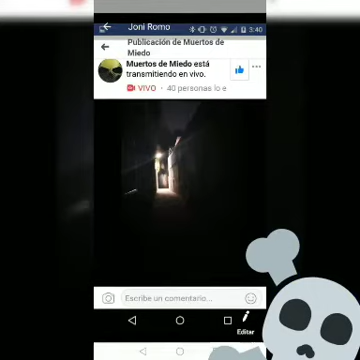 Joni Romo
5:40
Publicación de Muertos de
Miedo
Muertos de Miedo está
transmitiendo en vivo.
VIVO · 40 personas lo e
Escribe un comentario...
Editar